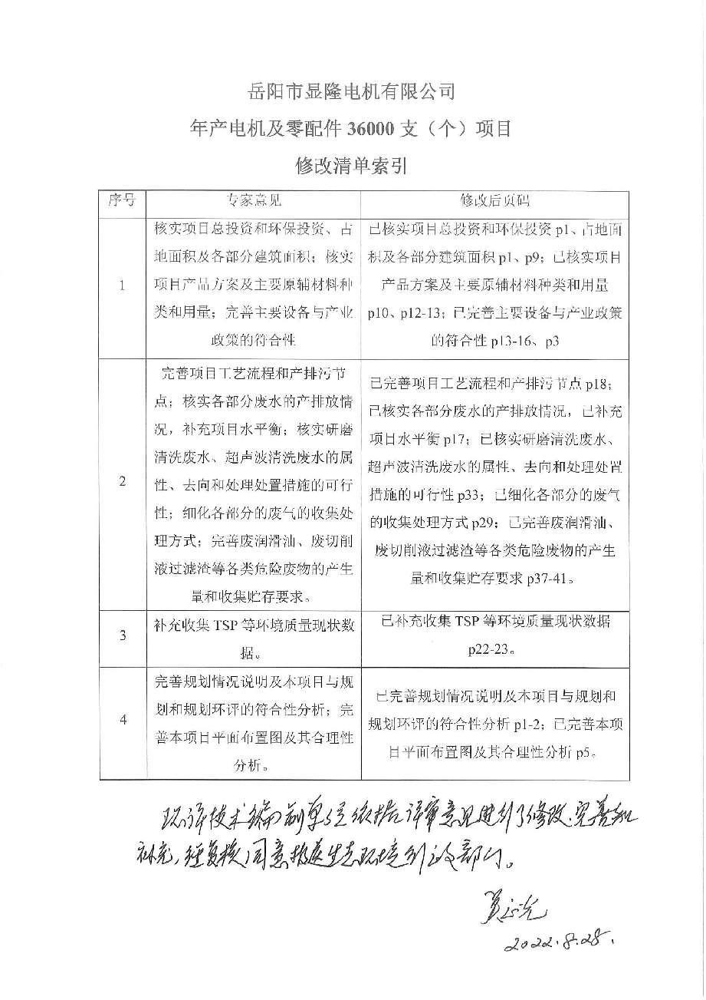 岳阳市显隆电机有限公司
年产电机及零配件 36000 支（个）项目
修改清单索引
序号 专家意见 修改后页码
1
核实项目总投资和环保投资、占
地面积及各部分建筑面积；核实
项目产品方案及主要原辅材料种
类和用量；完善主要设备与产业
政策的符合性
已核实项目总投资和环保投资 p1、占地面
积及各部分建筑面积 p1、p9；已核实项目
产品方案及主要原辅材料种类和用量
p10、p12-13；已完善主要设备与产业政策
的符合性 p13-16、p3
2
完善项目工艺流程和产排污节
点；核实各部分废水的产排放情
况，补充项目水平衡；核实研磨
清洗废水、超声波清洗废水的属
性、去向和处理处置措施的可行
性；细化各部分的废气的收集处
理方式；完善废润滑油、废切削
液过滤渣等各类危险废物的产生
量和收集贮存要求。
已完善项目工艺流程和产排污节点 p18；
已核实各部分废水的产排放情况，已补充
项目水平衡 p17；已核实研磨清洗废水、
超声波清洗废水的属性、去向和处理处置
措施的可行性 p33；已细化各部分的废气
的收集处理方式 p29；已完善废润滑油、
废切削液过滤渣等各类危险废物的产生
量和收集贮存要求 p37-41。
3
补充收集 TSP 等环境质量现状数
据。
已补充收集 TSP 等环境质量现状数据
p22-23。
4
完善规划情况说明及本项目与规
划和规划环评的符合性分析；完
善本项目平面布置图及其合理性
分析。
已完善规划情况说明及本项目与规划和
规划环评的符合性分析 p1-2；已完善本项
目平面布置图及其合理性分析 p5。
环评技术编制单位依据评审意见进行了修改、完善和
补充，经复核，同意报送生态环境行政部门。
2022.8.28.